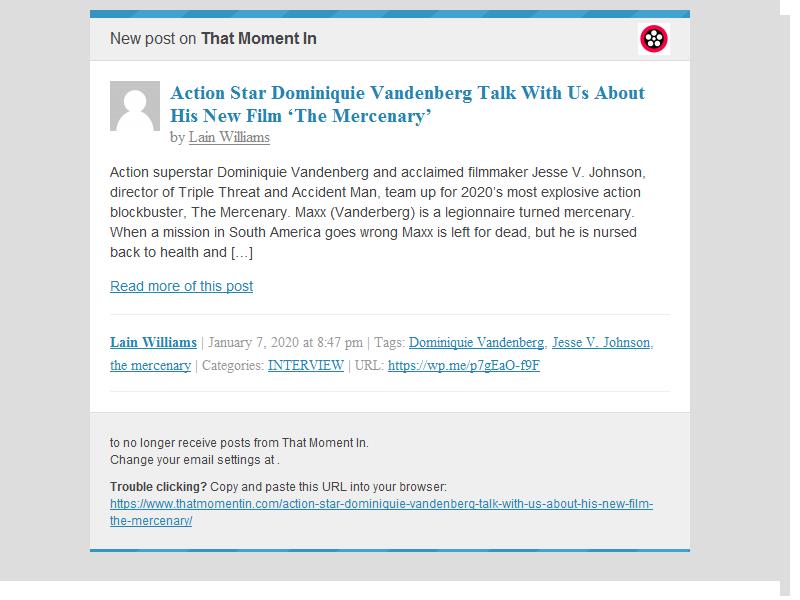 New post on That Moment In
Action Star Dominiquie Vandenberg Talk With Us About
His New Film ‘The Mercenary’
by Lain Williams
Action superstar Dominiquie Vandenberg and acclaimed filmmaker Jesse V. Johnson,
director of Triple Threat and Accident Man, team up for 2020’s most explosive action
blockbuster, The Mercenary. Maxx (Vanderberg) is a legionnaire turned mercenary.
When a mission in South America goes wrong Maxx is left for dead, but he is nursed
back to health and […]
Read more of this post
Lain Williams | January 7, 2020 at 8:47 pm | Tags: Dominiquie Vandenberg, Jesse V. Johnson,
the mercenary | Categories: INTERVIEW | URL: https://wp.me/p7gEaO-f9F
to no longer receive posts from That Moment In.
Change your email settings at .
Trouble clicking? Copy and paste this URL into your browser:
https://www.thatmomentin.com/action-star-dominiquie-vandenberg-talk-with-us-about-his-new-film-
the-mercenary/